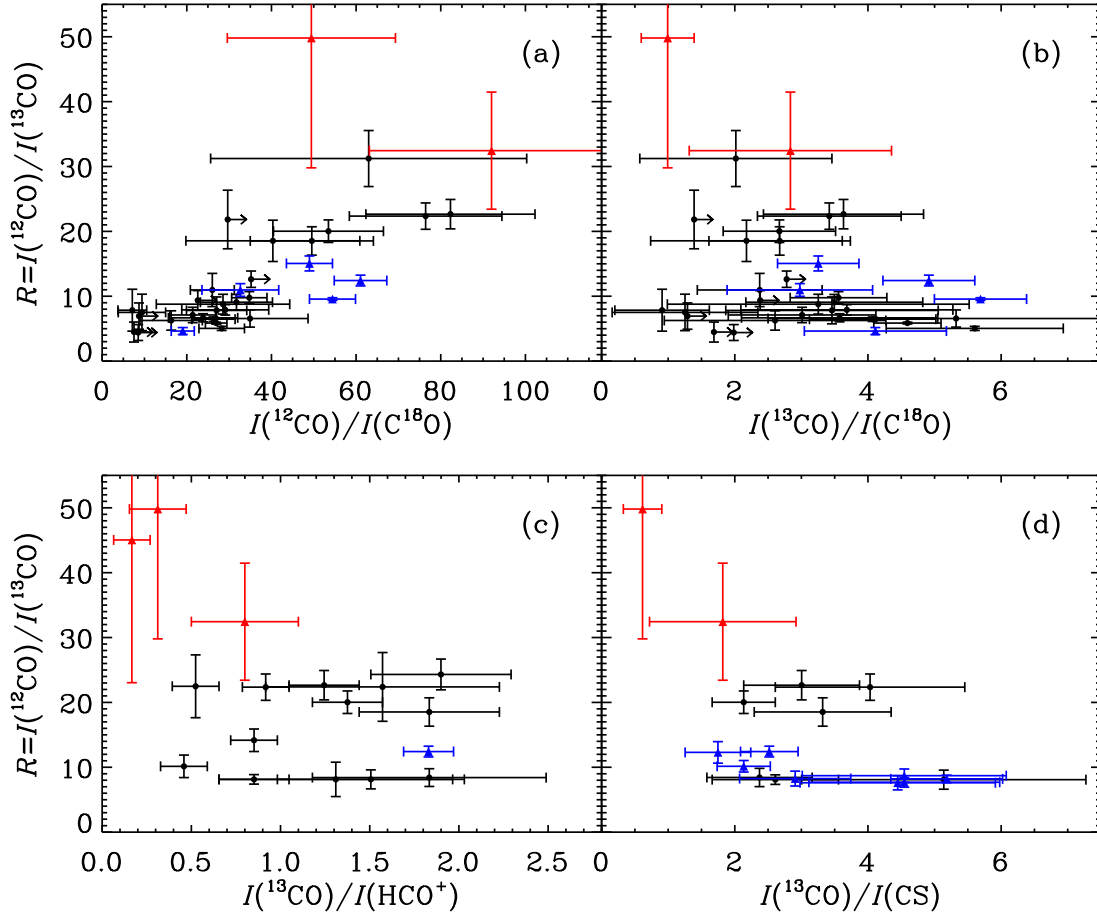 50
40
30
20
10
0
R=I(¹²CO)/I(¹³CO)
(a)
(b)
0 20 40 60 80 100
0 2 4 6
I(¹²CO)/I(C¹⁸O)
I(¹³CO)/I(C¹⁸O)
50
40
30
20
10
0
R=I(¹²CO)/I(¹³CO)
(c)
(d)
0.0 0.5 1.0 1.5 2.0 2.5
0 2 4 6
I(¹³CO)/I(HCO⁺)
I(¹³CO)/I(CS)